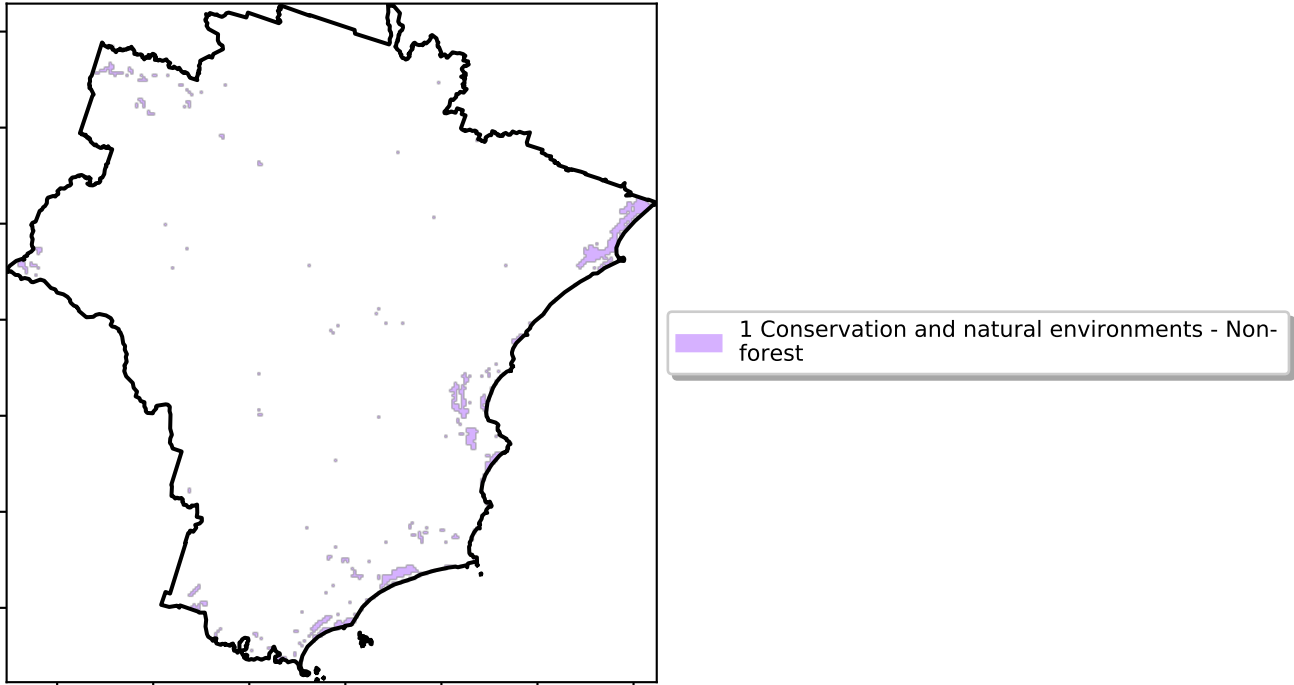 1 Conservation and natural environments - Non-
forest